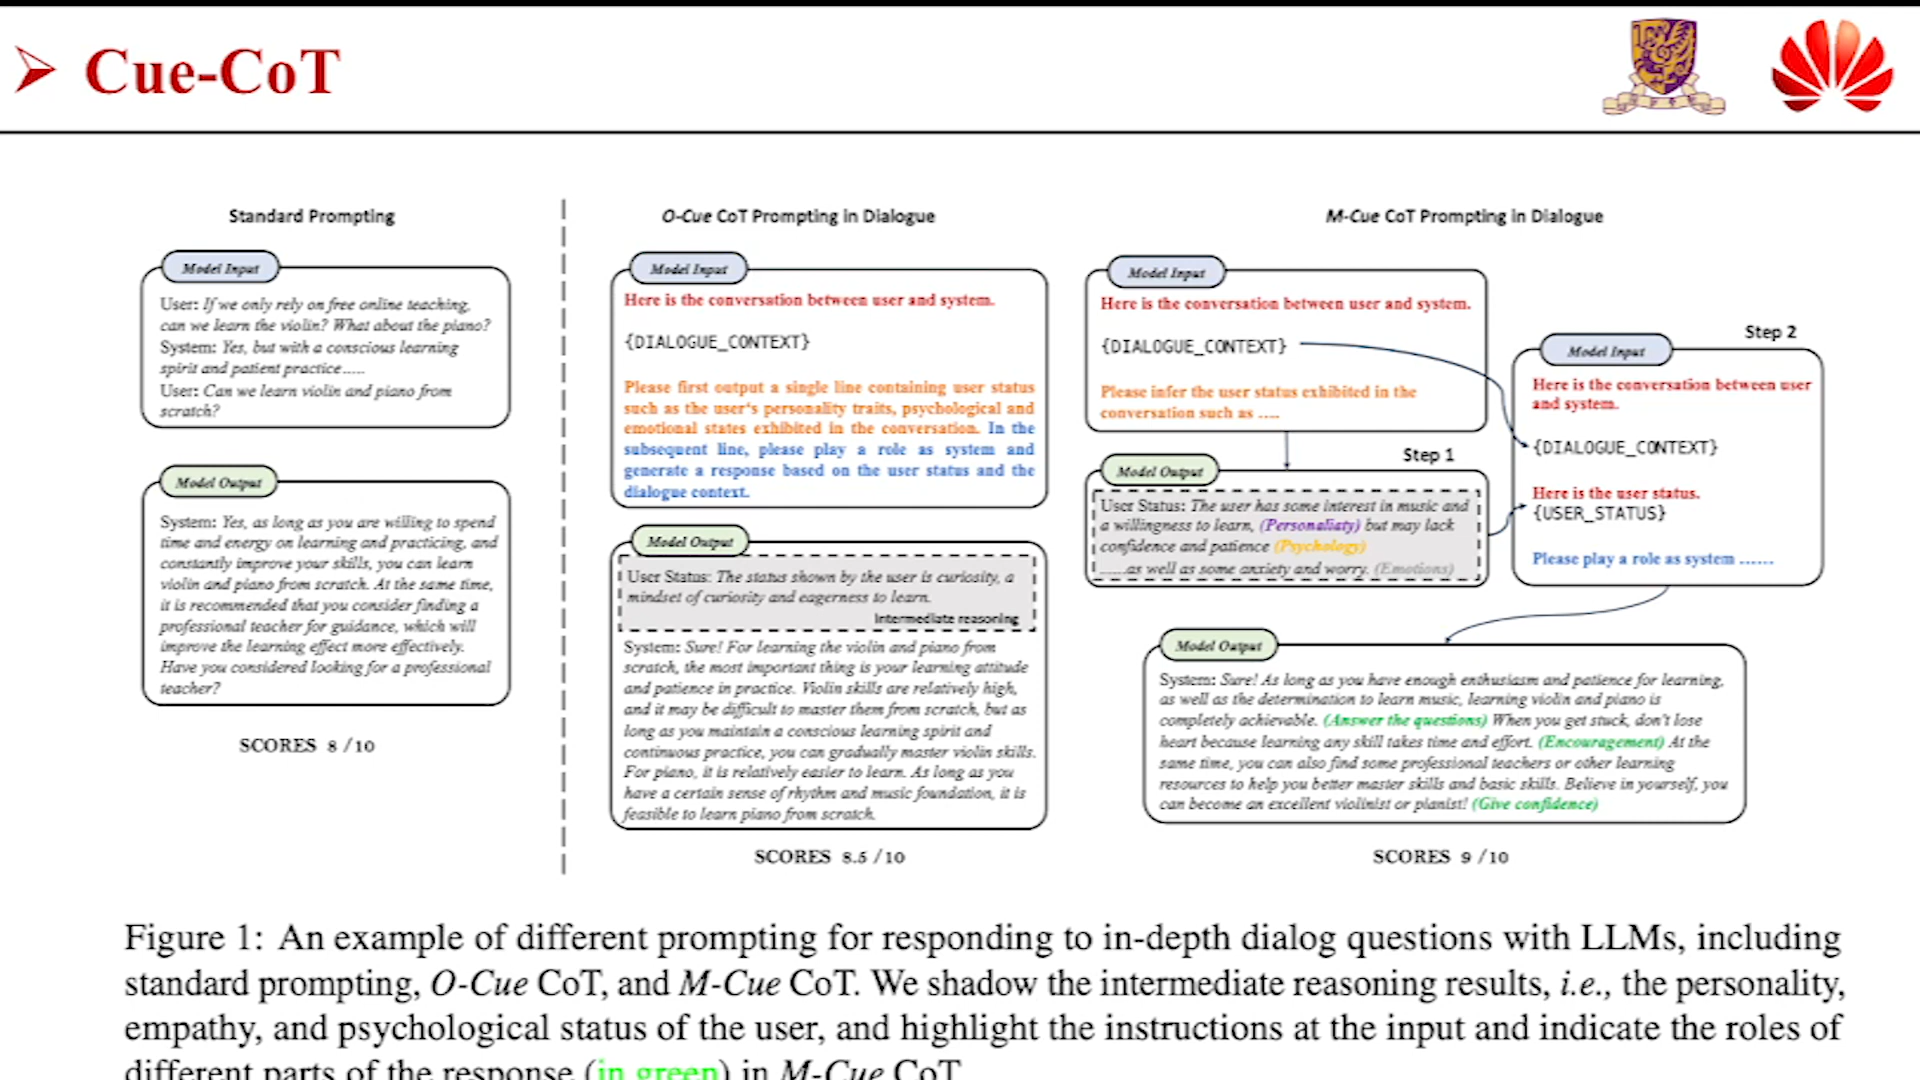 Cue-CoT
Standard Prompting
Model Input
User: If we only rely on free online teaching,
can we learn the violin? What about the piano?
System: Yes, but with a conscious learning
spirit and patient practice.....
User: Can we learn violin and piano from
scratch?
Model Output
System: Yes, as long as you are willing to spend
time and energy on learning and practicing, and
constantly improve your skills, you can learn
violin and piano from scratch. At the same time,
it is recommended that you consider finding a
professional teacher for guidance, which will
improve the learning effect more effectively.
Have you considered looking for a professional
teacher?
SCORES 8 /10
O-Cue CoT Prompting in Dialogue
Model Input
Here is the conversation between user and system.
{DIALOGUE_CONTEXT}
Please first output a single line containing user status
such as the user's personality traits, psychological and
emotional states exhibited in the conversation. In the
subsequent line, please play a role as system and
generate a response based on the user status and the
dialogue context.
Model Output
User Status: The status shown by the user is curiosity, a
mindset of curiosity and eagerness to learn.
Intermediate reasoning
System: Sure! For learning the violin and piano from
scratch, the most important thing is your learning attitude
and patience in practice. Violin skills are relatively high,
and it may be difficult to master them from scratch, but as
long as you maintain a conscious learning spirit and
continuous practice, you can gradually master violin skills.
For piano, it is relatively easier to learn. As long as you
have a certain sense of rhythm and music foundation, it is
feasible to learn piano from scratch.
SCORES 8.5 /10
M-Cue CoT Prompting in Dialogue
Model Input
Here is the conversation between user and system.
{DIALOGUE_CONTEXT}
Please infer the user status exhibited in the
conversation such as ....
Step 1
Model Output
User Status: The user has some interest in music and
a willingness to learn, (Personaliaty) but may lack
confidence and patience (Psychology)
.....as well as some anxiety and worry. (Emotions)
Step 2
Model Input
Here is the conversation between user
and system.
{DIALOGUE_CONTEXT}
Here is the user status.
{USER_STATUS}
Please play a role as system ......
Model Output
System: Sure! As long as you have enough enthusiasm and patience for learning,
as well as the determination to learn music, learning violin and piano is
completely achievable. (Answer the questions) When you get stuck, don't lose
heart because learning any skill takes time and effort. (Encouragement) At the
same time, you can also find some professional teachers or other learning
resources to help you better master skills and basic skills. Believe in yourself, you
can become an excellent violinist or pianist! (Give confidence)
SCORES 9 /10
Figure 1: An example of different prompting for responding to in-depth dialog questions with LLMs, including
standard prompting, O-Cue CoT, and M-Cue CoT. We shadow the intermediate reasoning results, i.e., the personality,
empathy, and psychological status of the user, and highlight the instructions at the input and indicate the roles of
different parts of the response (in green) in M-Cue CoT.